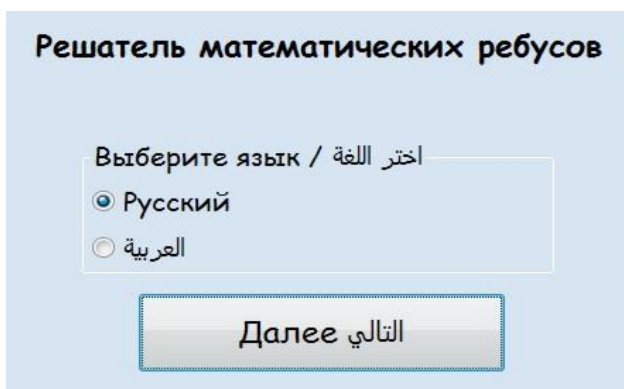 Решатель математических ребусов
Выберите язык / اختر اللغة
Русский
العربية
Далее التالي